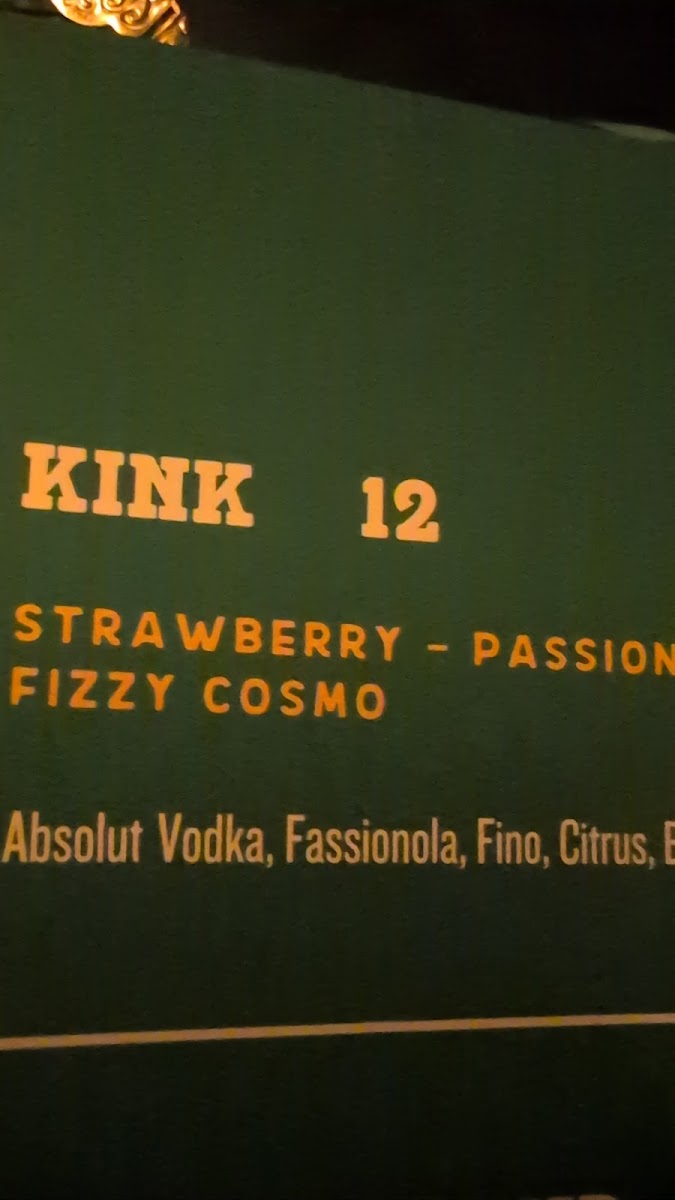 KINK 12
STRAWBERRY - PASSION
FIZZY COSMO
Absolut Vodka, Fassionola, Fino, Citrus,